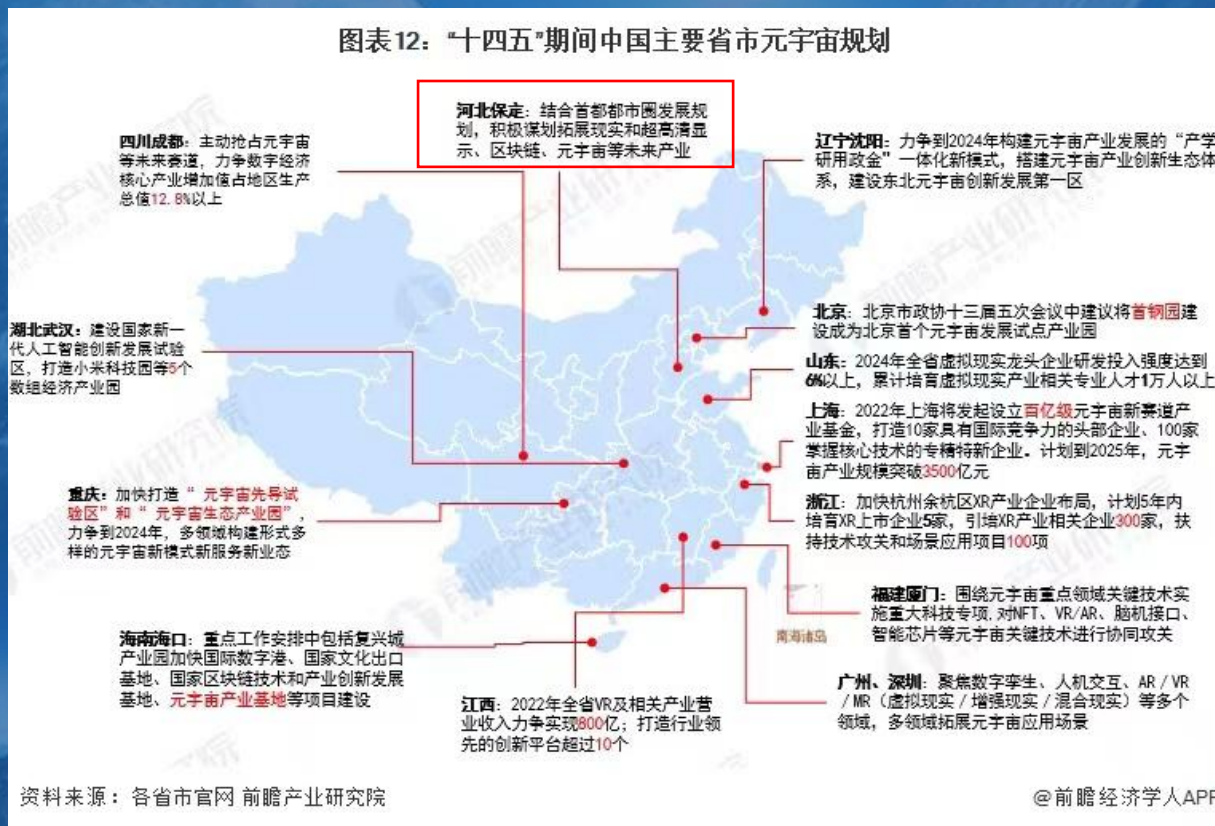 图表12：“十四五”期间中国主要省市元宇宙规划
河北保定：结合首都都市圈发展规
划，积极谋划拓展现实和超高清显
示、区块链、元宇宙等未来产业
四川成都：主动抢占元宇宙
等未来赛道，力争数字经济
核心产业增加值占地区生产
总值12.8%以上
辽宁沈阳：力争到2024年构建元宇宙产业发展的“产学
研用政金”一体化新模式，搭建元宇宙产业创新生态体
系，建设东北元宇宙创新发展第一区
湖北武汉：建设国家新一
代人工智能创新发展试验
区，打造小米科技园等5个
数组经济产业园
北京：北京市政协十三届五次会议中建议将首钢园建
设成为北京首个元宇宙发展试点产业园
山东：2024年全省虚拟现实龙头企业研发投入强度达到
6%以上，累计培育虚拟现实产业相关专业人才1万人以上
上海：2022年上海将发起设立百亿级元宇宙新赛道产
业基金，打造10家具有国际竞争力的头部企业、100家
掌握核心技术的专精特新企业。计划到2025年，元宇
宙产业规模突破3500亿元
重庆：加快打造“元宇宙先导试
验区”和“元宇宙生态产业园”，
力争到2024年，多领域构建形式多
样的元宇宙新模式新服务新业态
浙江：加快杭州余杭区XR产业企业布局，计划5年内
培育XR上市企业5家，引培XR产业相关企业300家，扶
持技术攻关和场景应用项目100项
福建厦门：围绕元宇宙重点领域关键技术实
施重大科技专项,对NFT、VR/AR、脑机接口、
智能芯片等元宇宙关键技术进行协同攻关
南海诸岛
海南海口：重点工作安排中包括复兴城
产业园加快国际数字港、国家文化出口
基地、国家区块链技术和产业创新发展
基地、元宇宙产业基地等项目建设
江西：2022年全省VR及相关产业营
业收入力争实现800亿；打造行业领
先的创新平台超过10个
广州、深圳：聚焦数字孪生、人机交互、AR/VR
/MR（虚拟现实/增强现实/混合现实）等多个
领域，多领域拓展元宇宙应用场景
资料来源：各省市官网 前瞻产业研究院
@前瞻经济学人APP
前瞻产业研究院